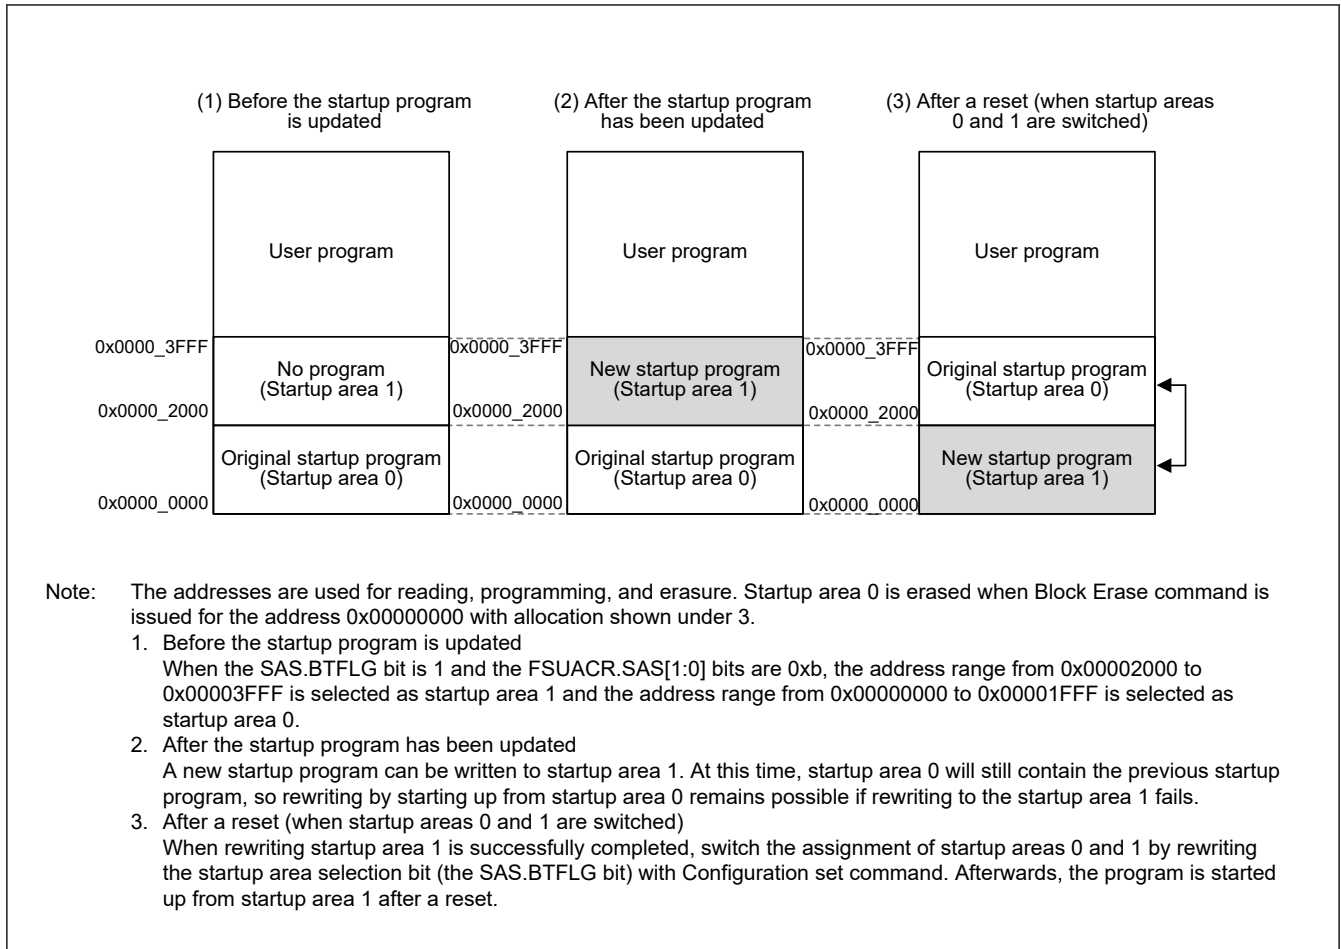 (1) Before the startup program
is updated
(2) After the startup program
has been updated
(3) After a reset (when startup areas
0 and 1 are switched)
User program
User program
User program
0x0000_3FFF
0x0000_3FFF
0x0000_3FFF
No program
(Startup area 1)
New startup program
(Startup area 1)
Original startup program
(Startup area 0)
0x0000_2000
0x0000_2000
0x0000_2000
Original startup program
(Startup area 0)
Original startup program
(Startup area 0)
New startup program
(Startup area 1)
0x0000_0000
0x0000_0000
0x0000_0000
Note: The addresses are used for reading, programming, and erasure. Startup area 0 is erased when Block Erase command is
issued for the address 0x00000000 with allocation shown under 3.
1. Before the startup program is updated
When the SAS.BTFLG bit is 1 and the FSUACR.SAS[1:0] bits are 0xb, the address range from 0x00002000 to
0x00003FFF is selected as startup area 1 and the address range from 0x00000000 to 0x00001FFF is selected as
startup area 0.
2. After the startup program has been updated
A new startup program can be written to startup area 1. At this time, startup area 0 will still contain the previous startup
program, so rewriting by starting up from startup area 0 remains possible if rewriting to the startup area 1 fails.
3. After a reset (when startup areas 0 and 1 are switched)
When rewriting startup area 1 is successfully completed, switch the assignment of startup areas 0 and 1 by rewriting
the startup area selection bit (the SAS.BTFLG bit) with Configuration set command. Afterwards, the program is started
up from startup area 1 after a reset.